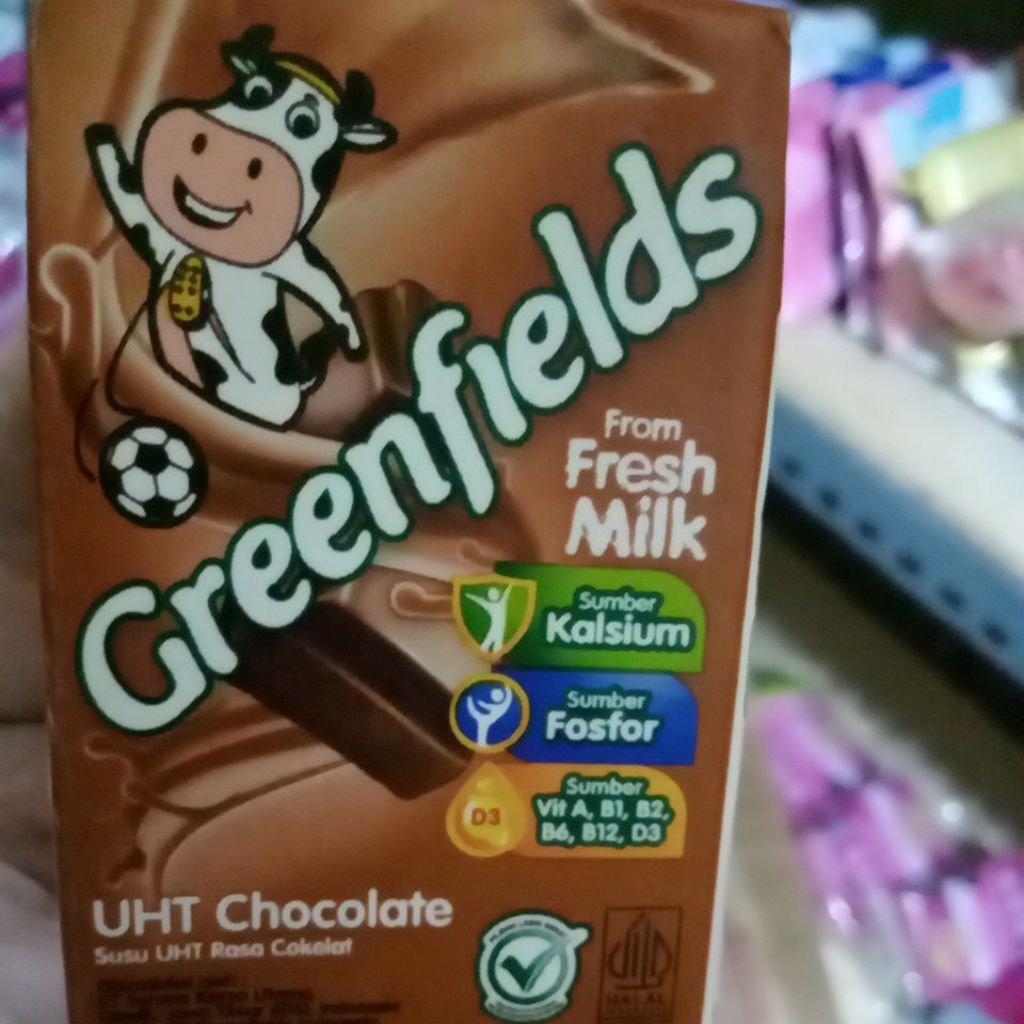 Greenfields
From
Fresh
Milk
Sumber
Kalsium
Sumber
Fosfor
D3
Sumber
Vit A, B1, B2,
B6, B12, D3
UHT Chocolate
Susu UHT Rasa Cokelat
HALAL